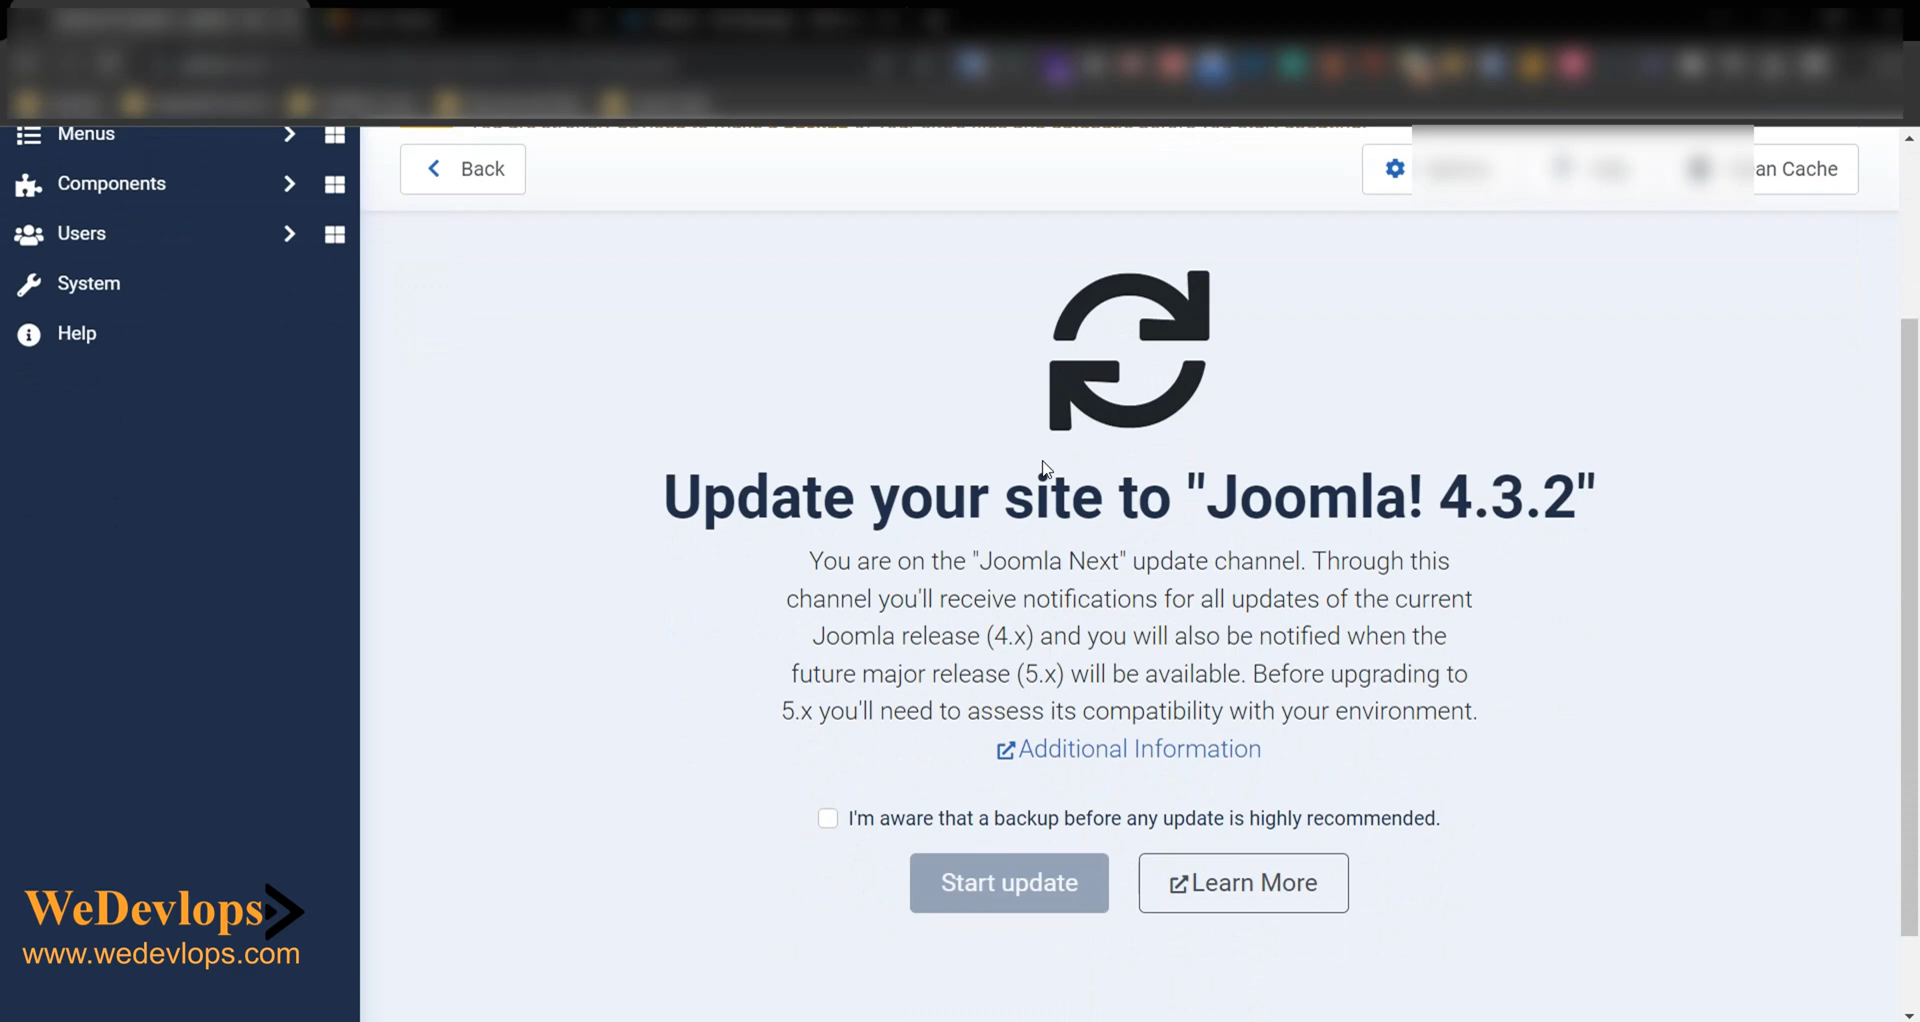 Menus
Components
Users
System
Help
Back
an Cache
Update your site to "Joomla! 4.3.2"
You are on the "Joomla Next" update channel. Through this
channel you'll receive notifications for all updates of the current
Joomla release (4.x) and you will also be notified when the
future major release (5.x) will be available. Before upgrading to
5.x you'll need to assess its compatibility with your environment.
Additional Information
I'm aware that a backup before any update is highly recommended.
Start update
Learn More
WeDevlops
www.wedevlops.com